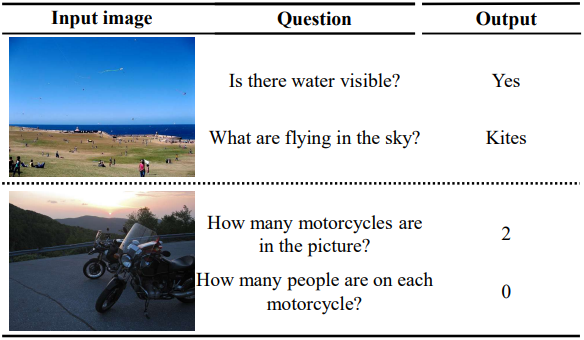 Input image Question Output
Is there water visible? Yes
What are flying in the sky? Kites
How many motorcycles are
in the picture?
2
How many people are on each
motorcycle?
0